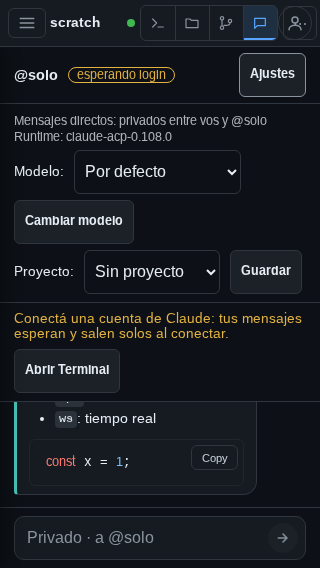 scratch
@solo esperando login Ajustes
Mensajes directos: privados entre vos y @solo
Runtime: claude-acp-0.108.0
Modelo: Por defecto
Cambiar modelo
Proyecto: Sin proyecto Guardar
Conectá una cuenta de Claude: tus mensajes
esperan y salen solos al conectar.
Abrir Terminal
ws: tiempo real
const x = 1;
Copy
Privado · a @solo